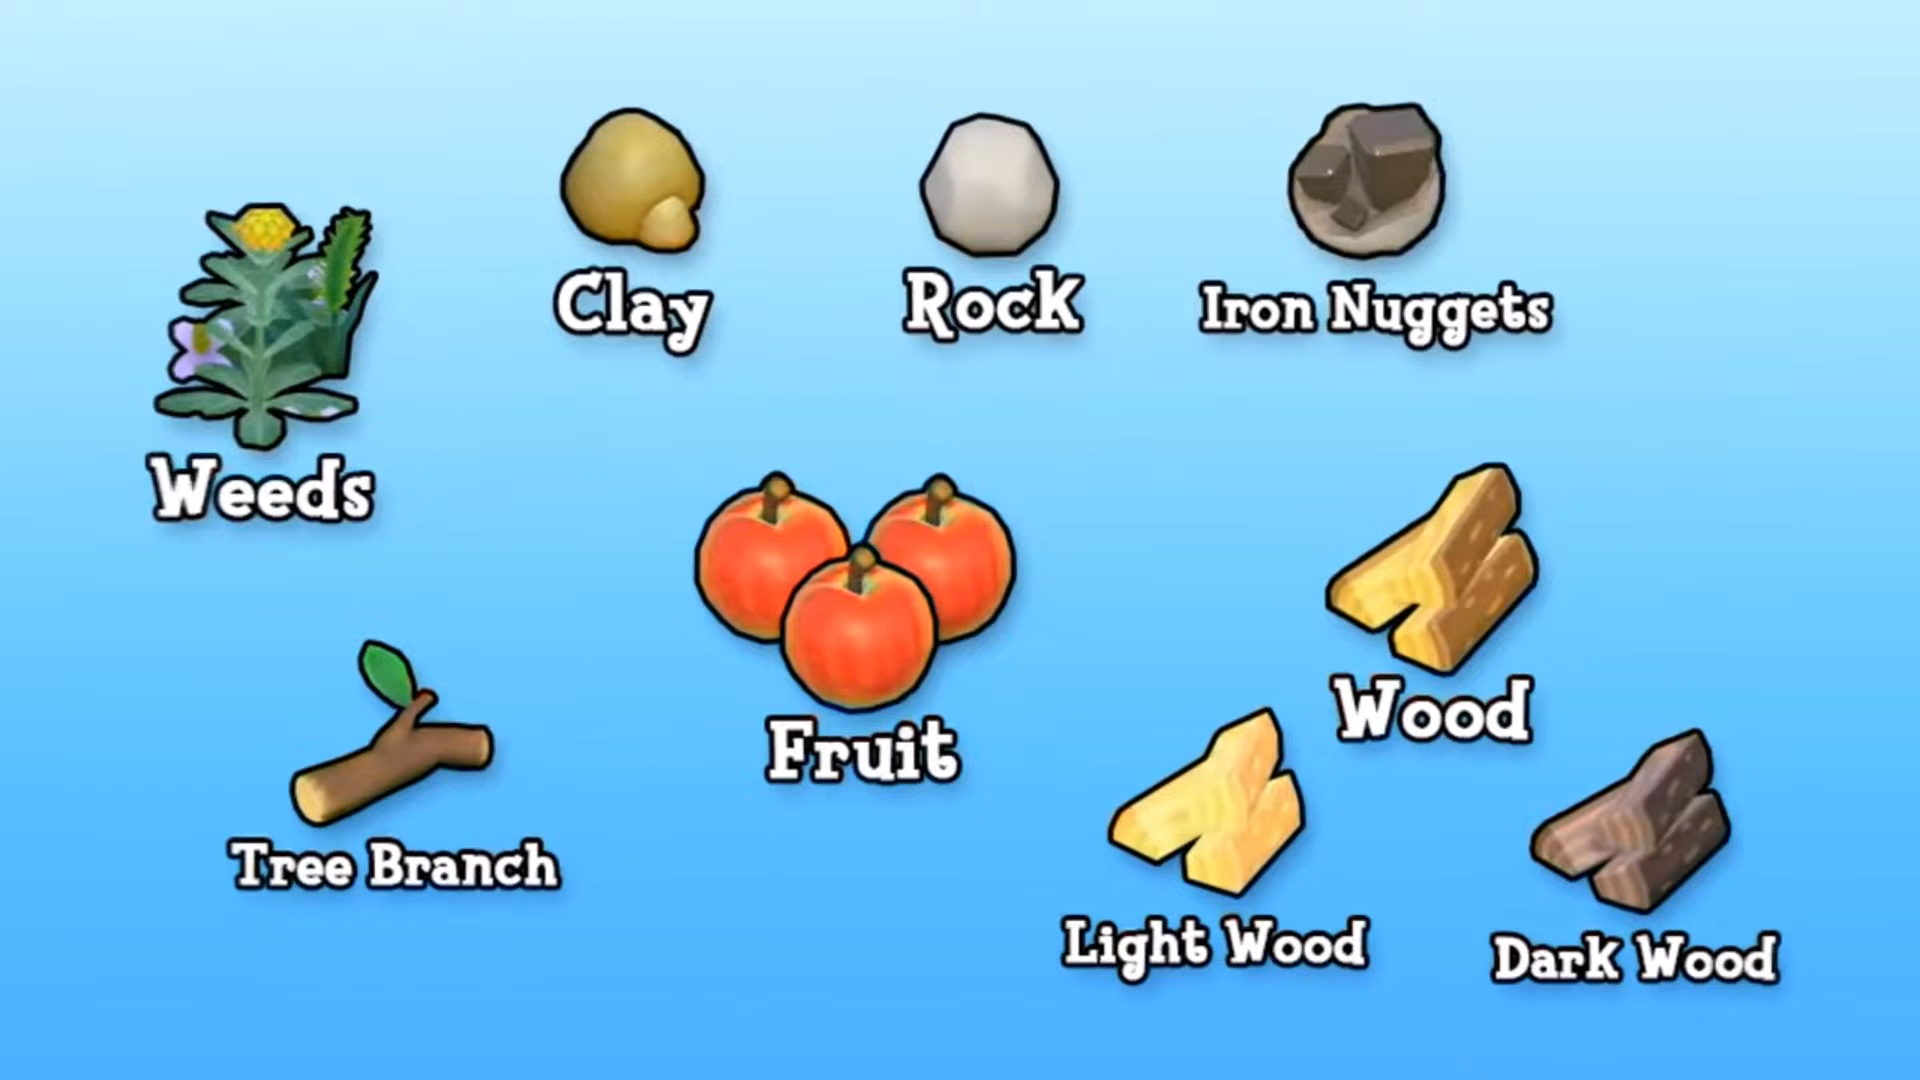 Clay
Rock
Iron Nuggets
Weeds
Fruit
Wood
Tree Branch
Light Wood
Dark Wood